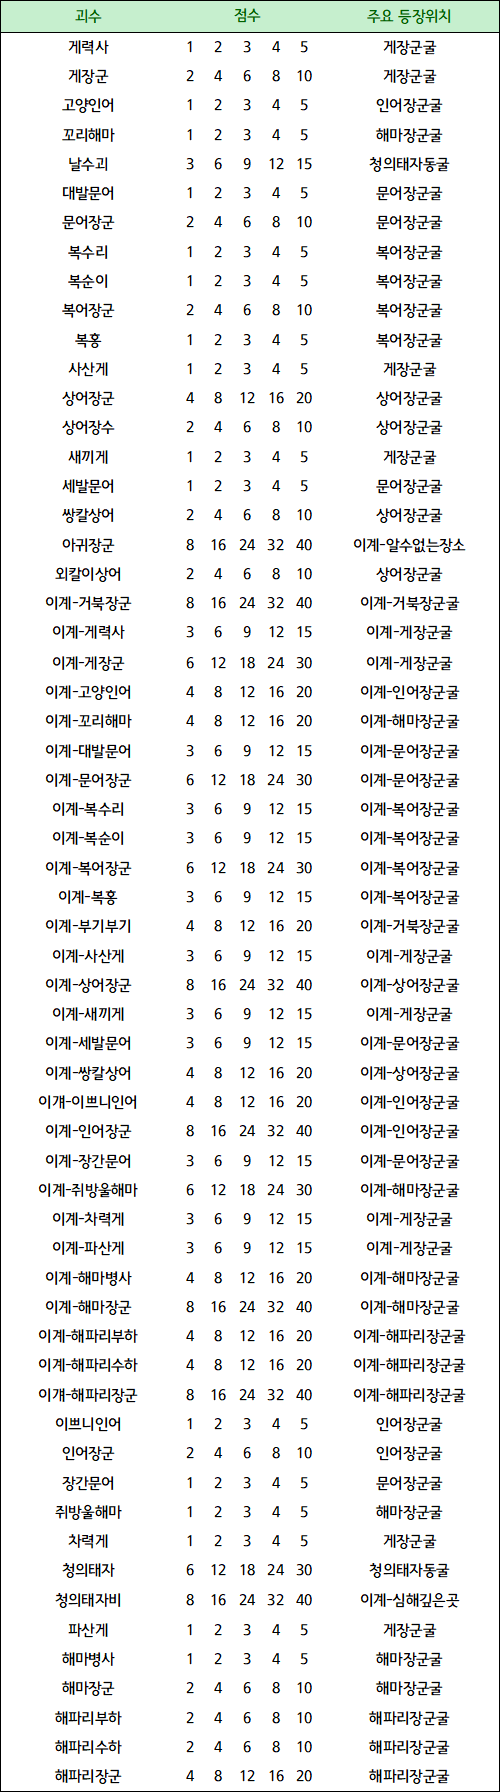 괴수 점수 주요 등장위치
게력사 1 2 3 4 5 게장군굴
게장군 2 4 6 8 10 게장군굴
고양인어 1 2 3 4 5 인어장군굴
꼬리해마 1 2 3 4 5 해마장군굴
날수괴 3 6 9 12 15 청의태자동굴
대발문어 1 2 3 4 5 문어장군굴
문어장군 2 4 6 8 10 문어장군굴
복수리 1 2 3 4 5 복어장군굴
복순이 1 2 3 4 5 복어장군굴
복어장군 2 4 6 8 10 복어장군굴
복홍 1 2 3 4 5 복어장군굴
사산게 1 2 3 4 5 게장군굴
상어장군 4 8 12 16 20 상어장군굴
상어장수 2 4 6 8 10 상어장군굴
새끼게 1 2 3 4 5 게장군굴
세발문어 1 2 3 4 5 문어장군굴
쌍칼상어 2 4 6 8 10 상어장군굴
아귀장군 8 16 24 32 40 이계-알수없는장소
외칼이상어 2 4 6 8 10 상어장군굴
이계-거북장군 8 16 24 32 40 이계-거북장군굴
이계-게력사 3 6 9 12 15 이계-게장군굴
이계-게장군 6 12 18 24 30 이계-게장군굴
이계-고양인어 4 8 12 16 20 이계-인어장군굴
이계-꼬리해마 4 8 12 16 20 이계-해마장군굴
이계-대발문어 3 6 9 12 15 이계-문어장군굴
이계-문어장군 6 12 18 24 30 이계-문어장군굴
이계-복수리 3 6 9 12 15 이계-복어장군굴
이계-복순이 3 6 9 12 15 이계-복어장군굴
이계-복어장군 6 12 18 24 30 이계-복어장군굴
이계-복홍 3 6 9 12 15 이계-복어장군굴
이계-부기부기 4 8 12 16 20 이계-거북장군굴
이계-사산게 3 6 9 12 15 이계-게장군굴
이계-상어장군 8 16 24 32 40 이계-상어장군굴
이계-새끼게 3 6 9 12 15 이계-게장군굴
이계-세발문어 3 6 9 12 15 이계-문어장군굴
이계-쌍칼상어 4 8 12 16 20 이계-상어장군굴
이걔-이쁘니인어 4 8 12 16 20 이계-인어장군굴
이계-인어장군 8 16 24 32 40 이계-인어장군굴
이계-장간문어 3 6 9 12 15 이계-문어장군굴
이계-쥐방울해마 6 12 18 24 30 이계-해마장군굴
이계-차력게 3 6 9 12 15 이계-게장군굴
이계-파산게 3 6 9 12 15 이계-게장군굴
이계-해마병사 4 8 12 16 20 이계-해마장군굴
이계-해마장군 8 16 24 32 40 이계-해마장군굴
이계-해파리부하 4 8 12 16 20 이계-해파리장군굴
이계-해파리수하 4 8 12 16 20 이계-해파리장군굴
이걔-해파리장군 8 16 24 32 40 이계-해파리장군굴
이쁘니인어 1 2 3 4 5 인어장군굴
인어장군 2 4 6 8 10 인어장군굴
장간문어 1 2 3 4 5 문어장군굴
쥐방울해마 1 2 3 4 5 해마장군굴
차력게 1 2 3 4 5 게장군굴
청의태자 6 12 18 24 30 청의태자동굴
청의태자비 8 16 24 32 40 이계-심해깊은곳
파산게 1 2 3 4 5 게장군굴
해마병사 1 2 3 4 5 해마장군굴
해마장군 2 4 6 8 10 해마장군굴
해파리부하 2 4 6 8 10 해파리장군굴
해파리수하 2 4 6 8 10 해파리장군굴
해파리장군 4 8 12 16 20 해파리장군굴